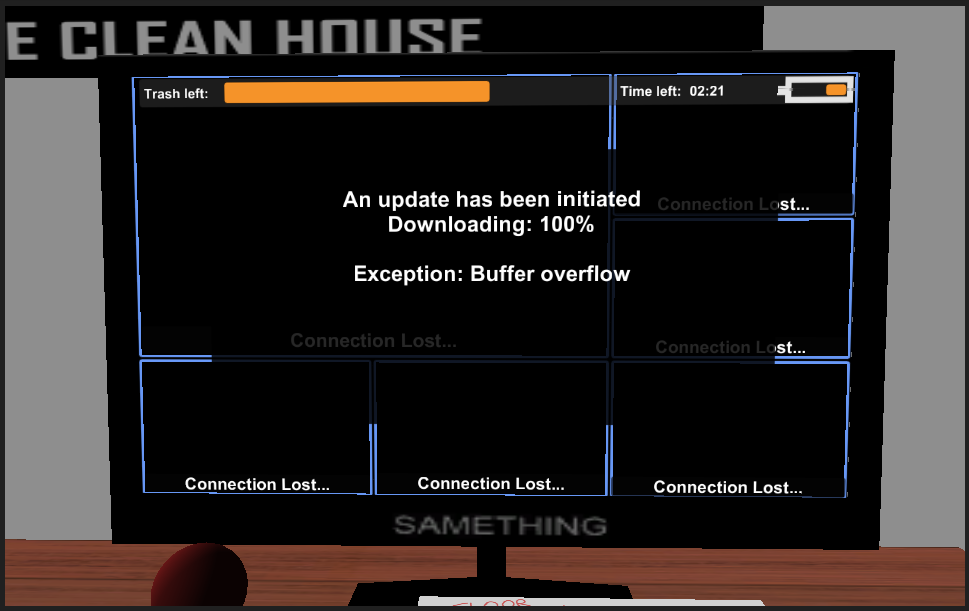 E CLEAN HOUSE
Trash left:
Time left: 02:21
An update has been initiated
Downloading: 100%
Exception: Buffer overflow
Connection Lost...
Connection Lost...
Connection Lost...
Connection Lost...
Connection Lost...
Connection Lost...
SAMETHING